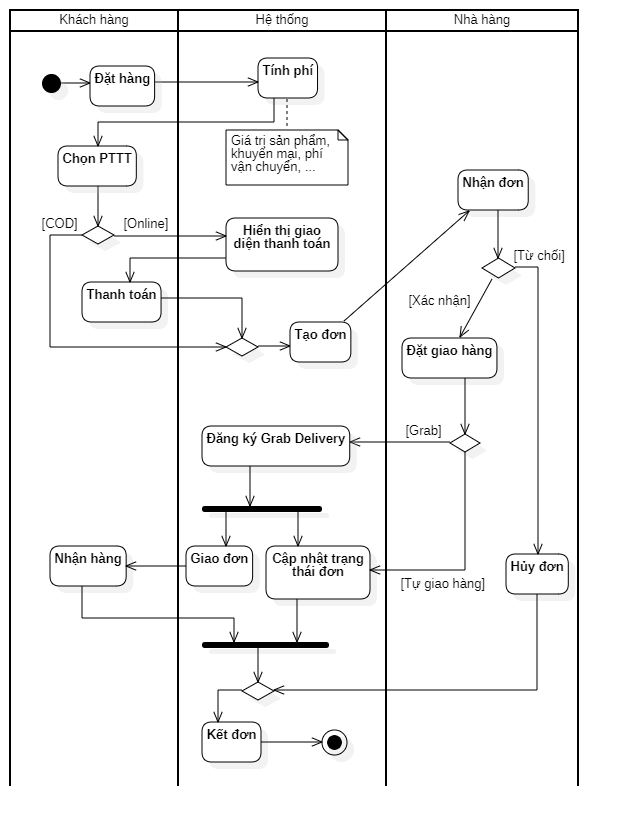 Khách hàng
Hệ thống
Nhà hàng
Đặt hàng
Tính phí
Giá trị sản phẩm,
khuyến mại, phí
vận chuyển, ...
Chọn PTTT
Nhận đơn
[COD]
[Online]
Hiển thị giao
diện thanh toán
[Từ chối]
Thanh toán
[Xác nhận]
Tạo đơn
Đặt giao hàng
Đăng ký Grab Delivery
[Grab]
Nhận hàng
Giao đơn
Cập nhật trạng
thái đơn
[Tự giao hàng]
Hủy đơn
Kết đơn